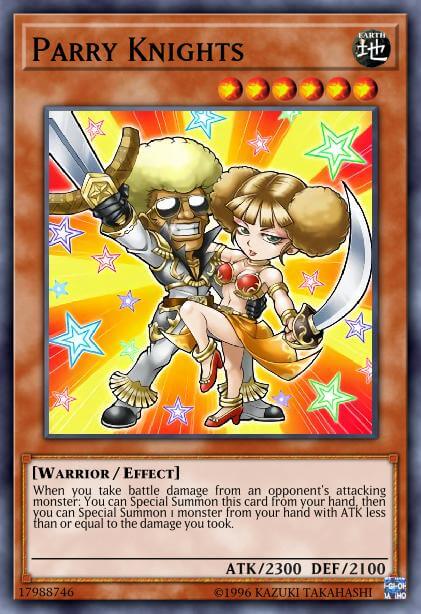 PARRY KNIGHTS
EARTH
地
[WARRIOR / EFFECT]
When you take battle damage from an opponent's attacking
monster: You can Special Summon this card from your hand, then
you can Special Summon 1 monster from your hand with ATK less
than or equal to the damage you took.
ATK/2300 DEF/2100
17988746
©1996 KAZUKI TAKAHASHI